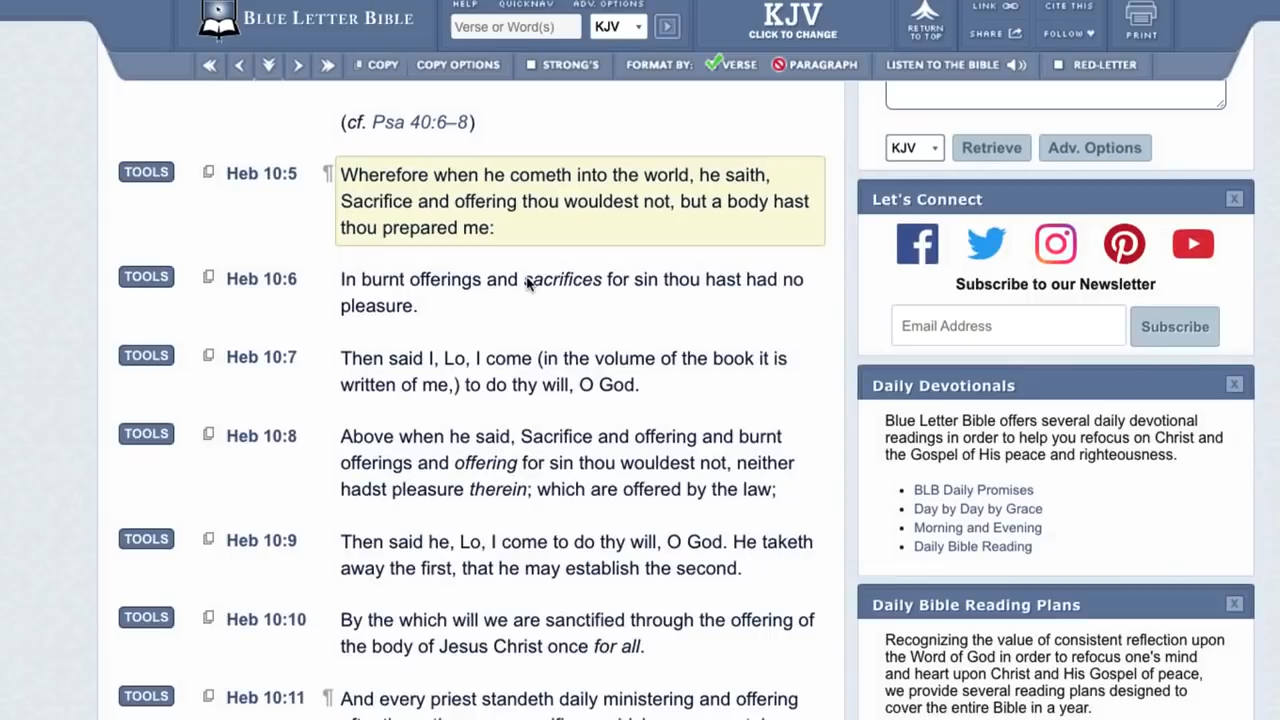 BLUE LETTER BIBLE
HELP QUICKNAV ADV. OPTIONS
Verse or Word(s) KJV
KJV
CLICK TO CHANGE
RETURN
TO TOP
LINK CITE THIS
SHARE FOLLOW
PRINT
COPY COPY OPTIONS STRONG'S FORMAT BY: VERSE PARAGRAPH LISTEN TO THE BIBLE RED-LETTER
(cf. Psa 40:6–8)
TOOLS Heb 10:5 ¶ Wherefore when he cometh into the world, he saith,
Sacrifice and offering thou wouldest not, but a body hast
thou prepared me:
TOOLS Heb 10:6 In burnt offerings and sacrifices for sin thou hast had no
pleasure.
TOOLS Heb 10:7 Then said I, Lo, I come (in the volume of the book it is
written of me,) to do thy will, O God.
TOOLS Heb 10:8 Above when he said, Sacrifice and offering and burnt
offerings and offering for sin thou wouldest not, neither
hadst pleasure therein; which are offered by the law;
TOOLS Heb 10:9 Then said he, Lo, I come to do thy will, O God. He taketh
away the first, that he may establish the second.
TOOLS Heb 10:10 By the which will we are sanctified through the offering of
the body of Jesus Christ once for all.
TOOLS Heb 10:11 ¶ And every priest standeth daily ministering and offering
KJV Retrieve Adv. Options
Let's Connect X
Subscribe to our Newsletter
Email Address Subscribe
Daily Devotionals X
Blue Letter Bible offers several daily devotional
readings in order to help you refocus on Christ and
the Gospel of His peace and righteousness.
• BLB Daily Promises
• Day by Day by Grace
• Morning and Evening
• Daily Bible Reading
Daily Bible Reading Plans X
Recognizing the value of consistent reflection upon
the Word of God in order to refocus one's mind
and heart upon Christ and His Gospel of peace,
we provide several reading plans designed to
cover the entire Bible in a year.